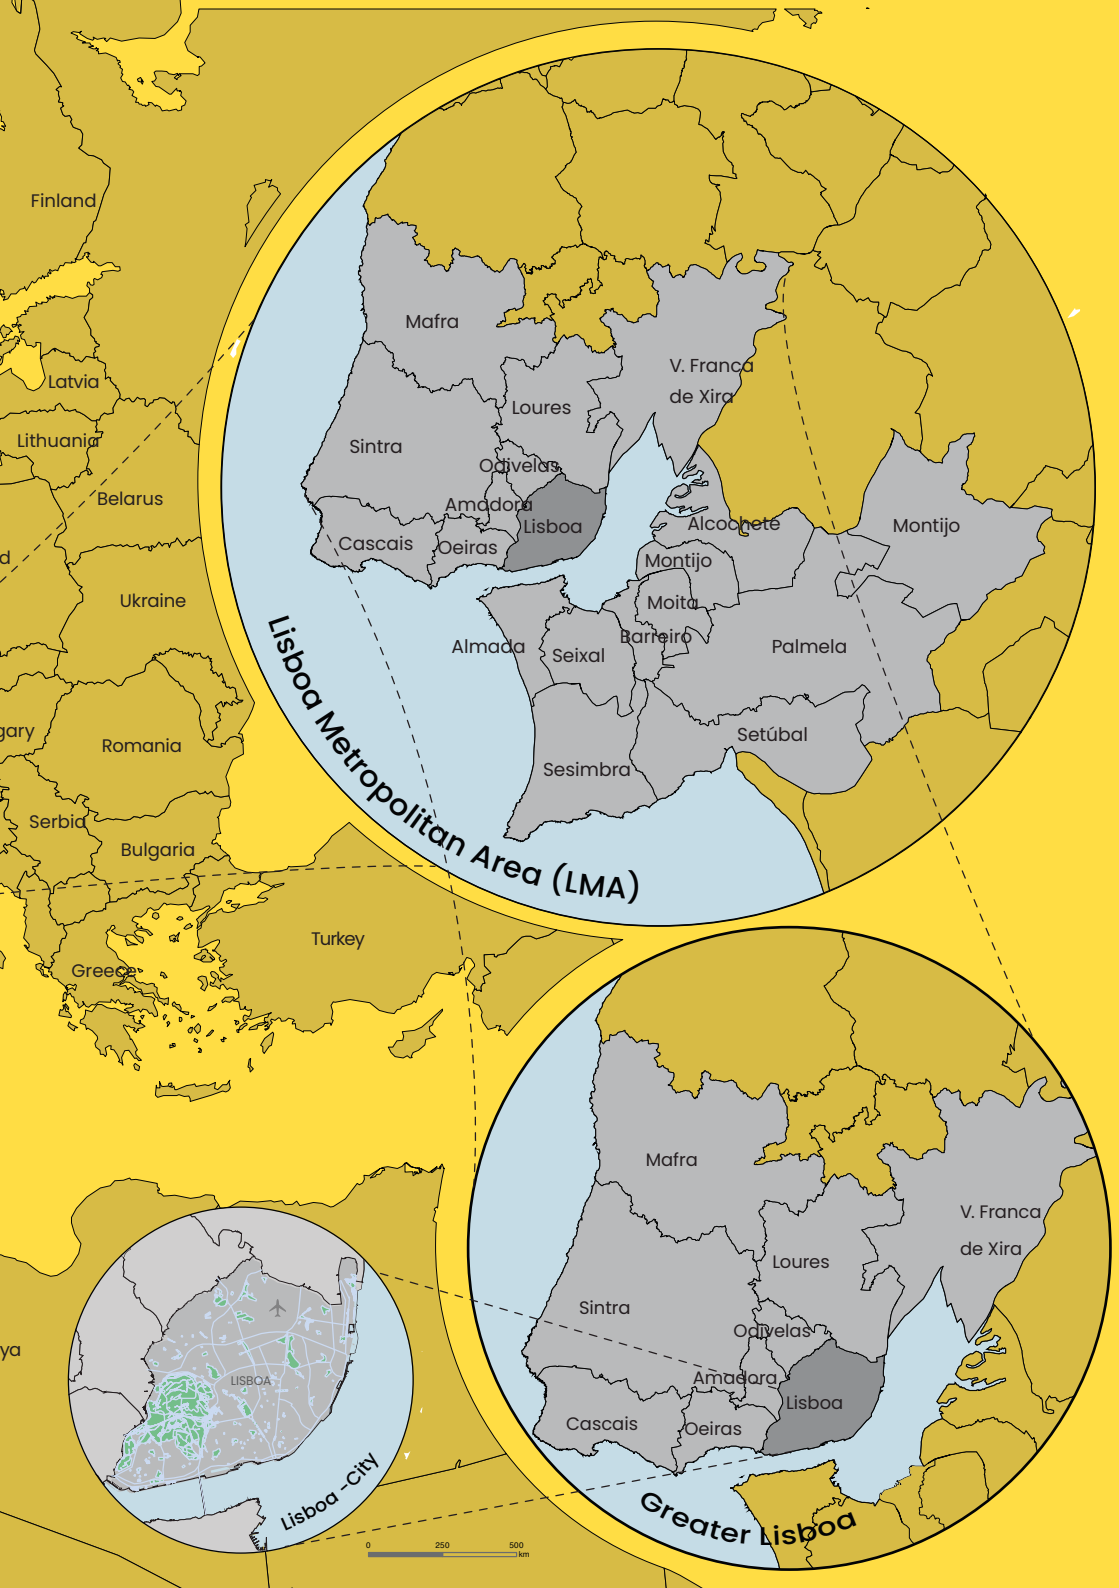 Finland
Latvia
Lithuania
Belarus
d
Ukraine
gary
Romania
Serbia
Bulgaria
Greece
Turkey
ya
Mafra
V. Franca
de Xira
Loures
Sintra
Odivelas
Amadora
Lisboa
Cascais
Oeiras
Alcochete
Montijo
Montijo
Moita
Barreiro
Almada
Seixal
Palmela
Setúbal
Sesimbra
Lisboa Metropolitan Area (LMA)
Mafra
V. Franca
de Xira
Loures
Sintra
Odivelas
Amadora
Lisboa
Cascais
Oeiras
Greater Lisboa
LISBOA
Lisboa -City
0 250 500
km